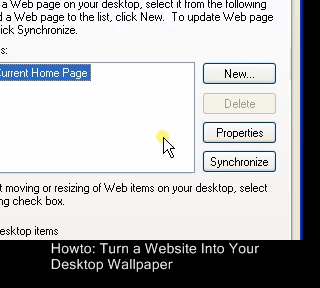 a Web page on your desktop, select it from the following
d a Web page to the list, click New.  To update Web page
ick Synchronize.
s:
Current Home Page
New...
Delete
Properties
Synchronize
t moving or resizing of Web items on your desktop, select
ng check box.
esktop items
Howto: Turn a Website Into Your
Desktop Wallpaper